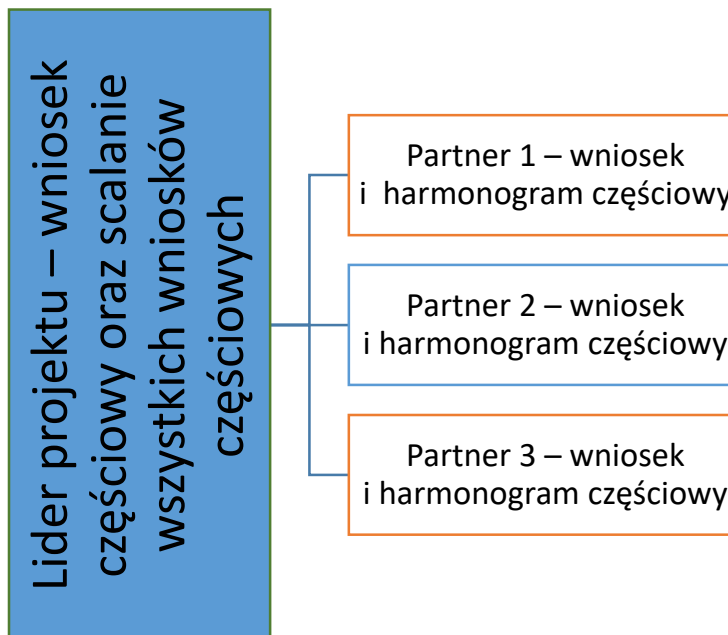 Lider projektu – wniosek
częściowy oraz scalanie
wszystkich wniosków
częściowych
Partner 1 – wniosek
i harmonogram częściowy
Partner 2 – wniosek
i harmonogram częściowy
Partner 3 – wniosek
i harmonogram częściowy